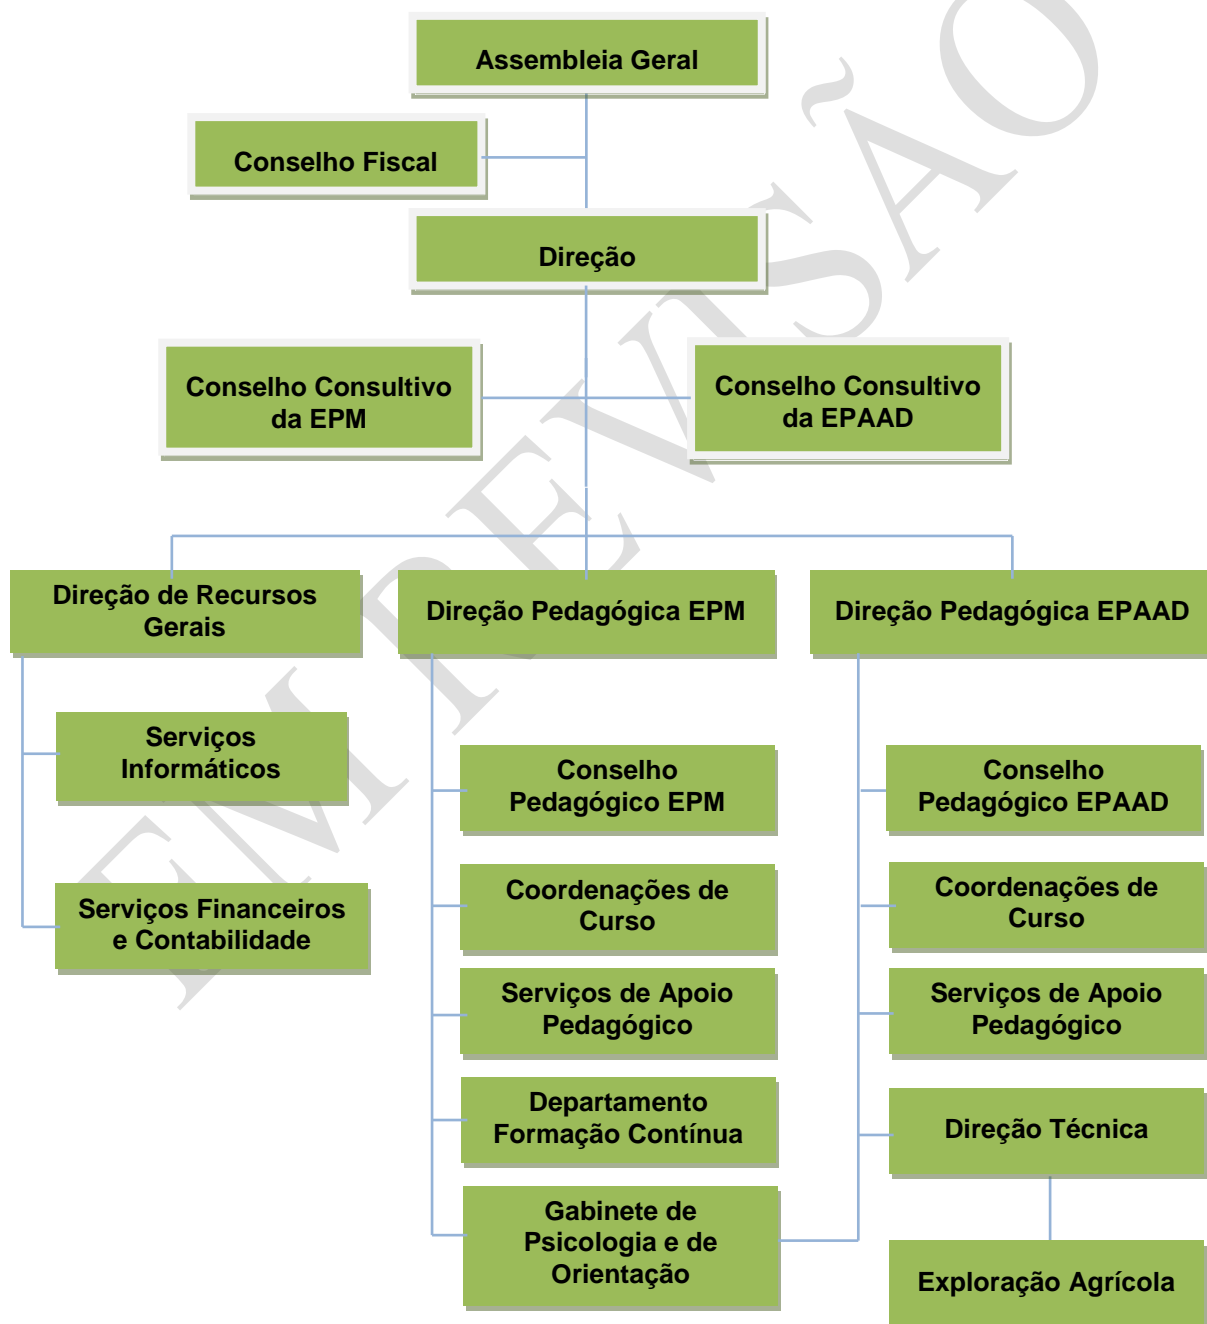 Assembleia Geral
Conselho Fiscal
Direção
Conselho Consultivo
da EPM
Conselho Consultivo
da EPAAD
Direção de Recursos
Gerais
Direção Pedagógica EPM
Direção Pedagógica EPAAD
Serviços
Informáticos
Serviços Financeiros
e Contabilidade
Conselho
Pedagógico EPM
Coordenações de
Curso
Serviços de Apoio
Pedagógico
Departamento
Formação Contínua
Gabinete de
Psicologia e de
Orientação
Conselho
Pedagógico EPAAD
Coordenações de
Curso
Serviços de Apoio
Pedagógico
Direção Técnica
Exploração Agrícola
EM REVISÃO